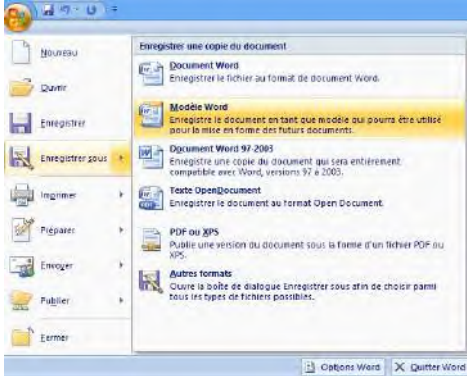 Nouveau
Ouvrir
Enregistrer
Enregistrer sous
Imprimer
Préparer
Envoyer
Publier
Fermer
Enregistrer une copie du document
Document Word
Enregistrer le fichier au format de document Word.
Modèle Word
Enregistre le document en tant que modèle qui pourra être utilisé
pour la mise en forme des futurs documents.
Document Word 97-2003
Enregistre une copie du document qui sera entièrement
compatible avec Word, versions 97 à 2003.
Texte OpenDocument
Enregistrer le document au format Open Document.
PDF ou XPS
Publie une version du document sous la forme d'un fichier PDF ou
XPS.
Autres formats
Ouvre la boîte de dialogue Enregistrer sous afin de choisir parmi
tous les types de fichiers possibles.
Options Word
Quitter Word